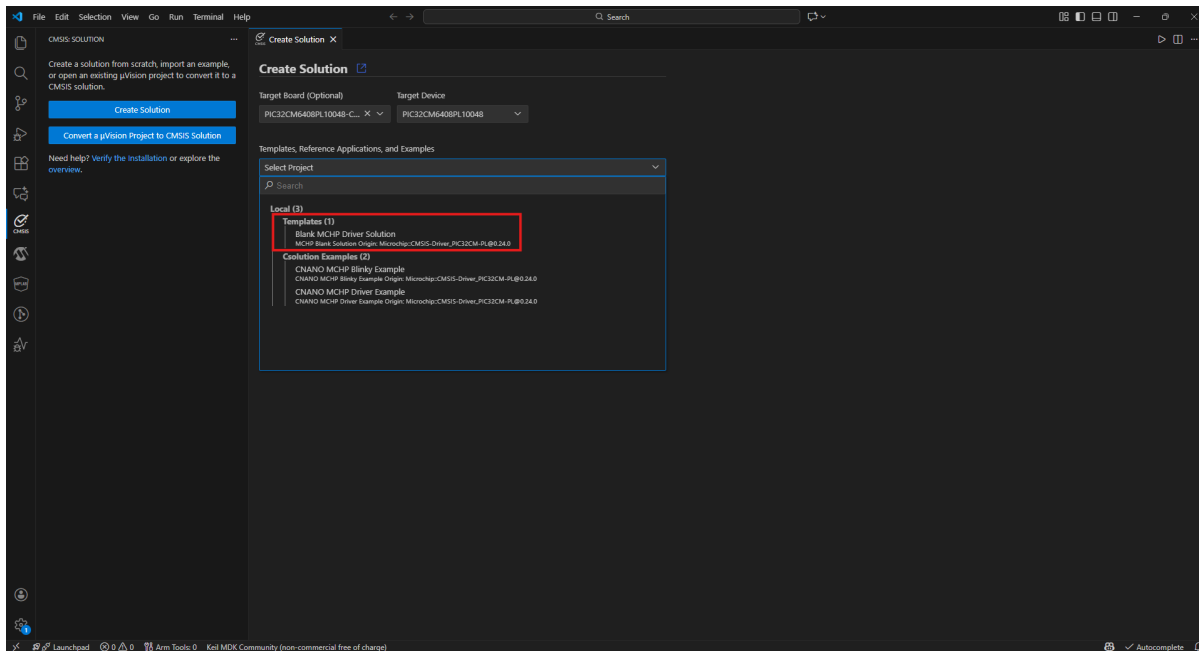 File Edit Selection View Go Run Terminal Help
Search
CMSIS: SOLUTION
Create a solution from scratch, import an example,
or open an existing µVision project to convert it to a
CMSIS solution.
Create Solution
Convert a µVision Project to CMSIS Solution
Need help? Verify the installation or explore the
overview.
CMSIS
MPLAB
1
CMSIS
Create Solution
Create Solution
Target Board (Optional) Target Device
PIC32CM6408PL10048-C... PIC32CM6408PL10048
Templates, Reference Applications, and Examples
Select Project
Search
Local (3)
Templates (1)
Blank MCHP Driver Solution
MCHP Blank Solution Origin: Microchip::CMSIS-Driver_PIC32CM-PL@0.24.0
Csolution Examples (2)
CNANO MCHP Blinky Example
CNANO MCHP Blinky Example Origin: Microchip::CMSIS-Driver_PIC32CM-PL@0.24.0
CNANO MCHP Driver Example
CNANO MCHP Driver Example Origin: Microchip::CMSIS-Driver_PIC32CM-PL@0.24.0
Launchpad 0 0 Arm Tools: 0 Keil MDK Community (non-commercial free of charge) Autocomplete